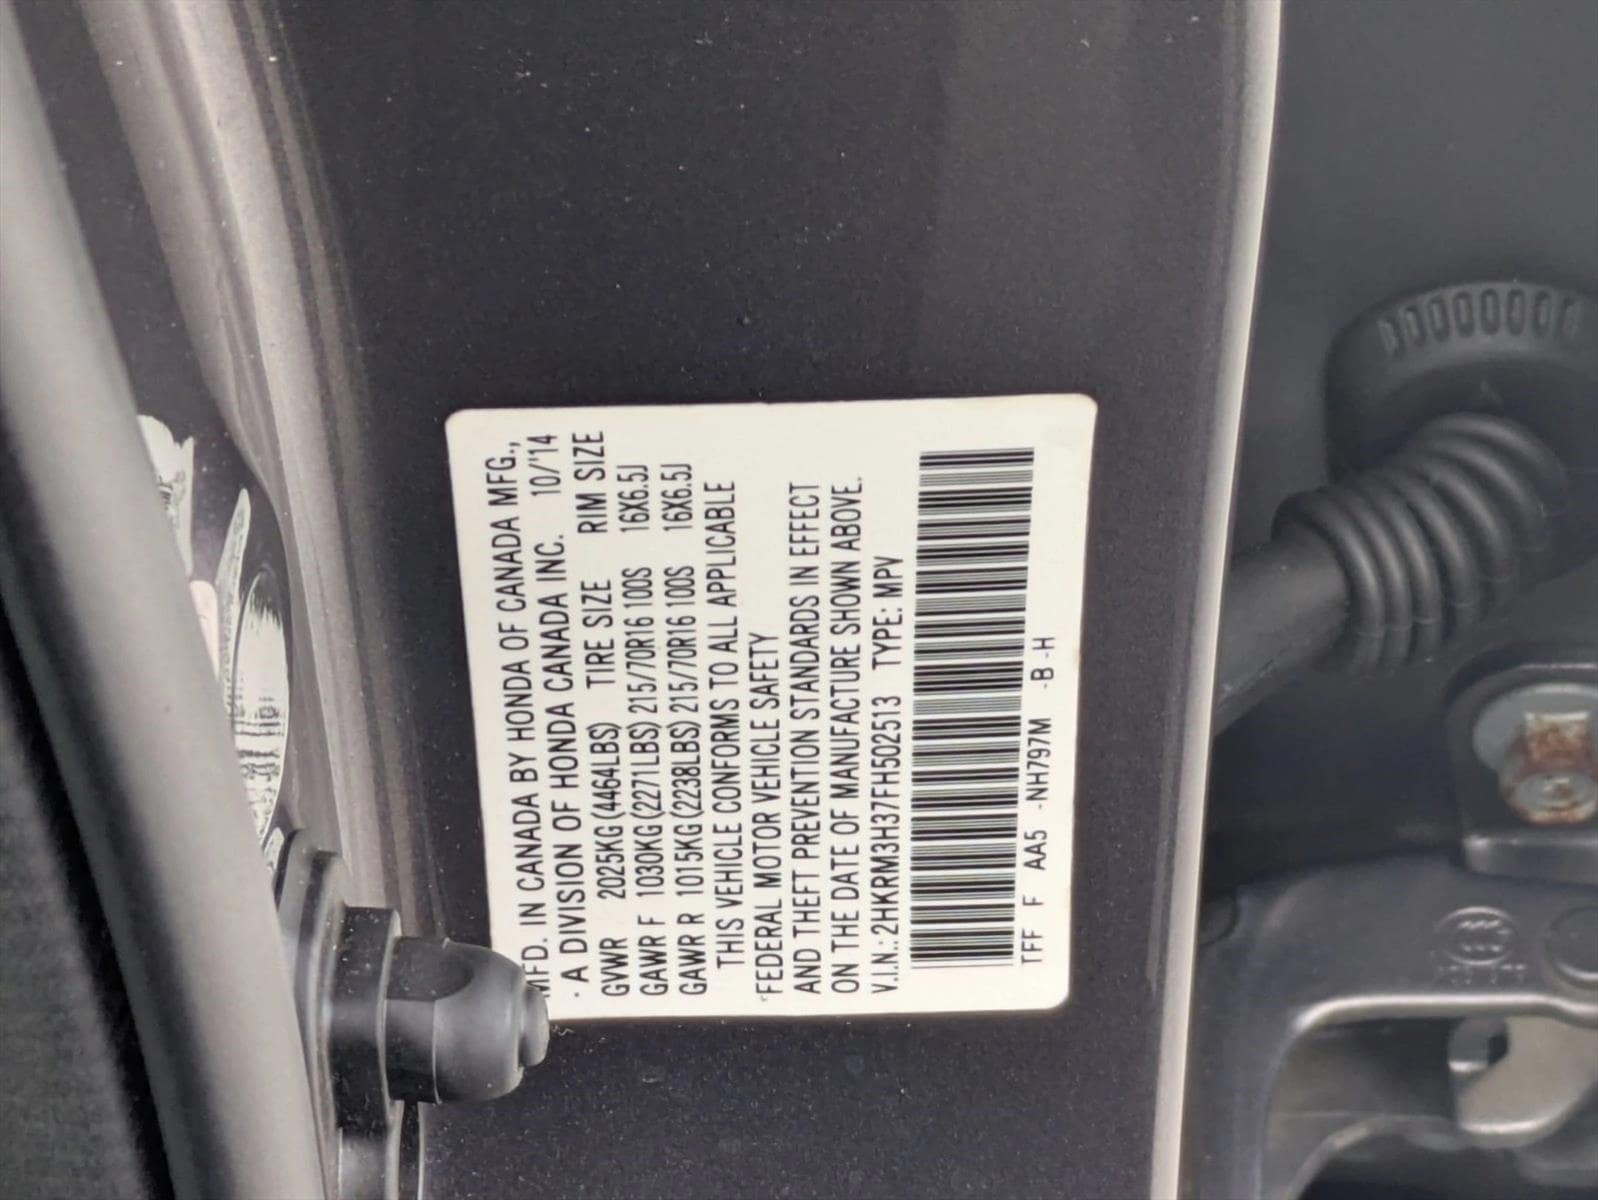 MFD. IN CANADA BY HONDA OF CANADA MFG.,
· A DIVISION OF HONDA CANADA INC. 10/'14
GVWR 2025KG(4464LBS) TIRE SIZE RIM SIZE
GAWR F 1030KG(2271LBS) 215/70R16 100S 16X6.5J
GAWR R 1015KG(2238LBS) 215/70R16 100S 16X6.5J
THIS VEHICLE CONFORMS TO ALL APPLICABLE
FEDERAL MOTOR VEHICLE SAFETY
AND THEFT PREVENTION STANDARDS IN EFFECT
ON THE DATE OF MANUFACTURE SHOWN ABOVE.
V.I.N.: 2HKRM3H37FH502513 TYPE: MPV
TFF F AA5 -NH797M -B -H